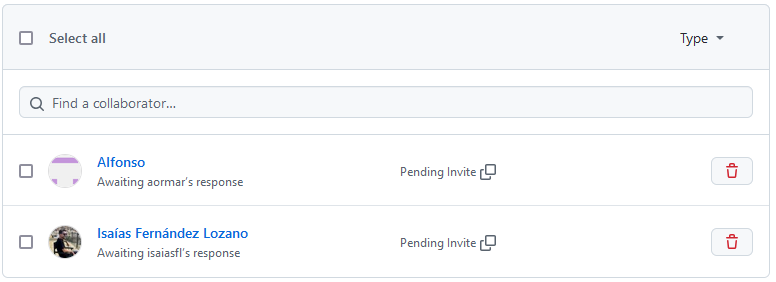 Select all
Type
Find a collaborator...
Alfonso
Awaiting aormar's response
Pending Invite
Isaías Fernández Lozano
Awaiting isaiasfl's response
Pending Invite